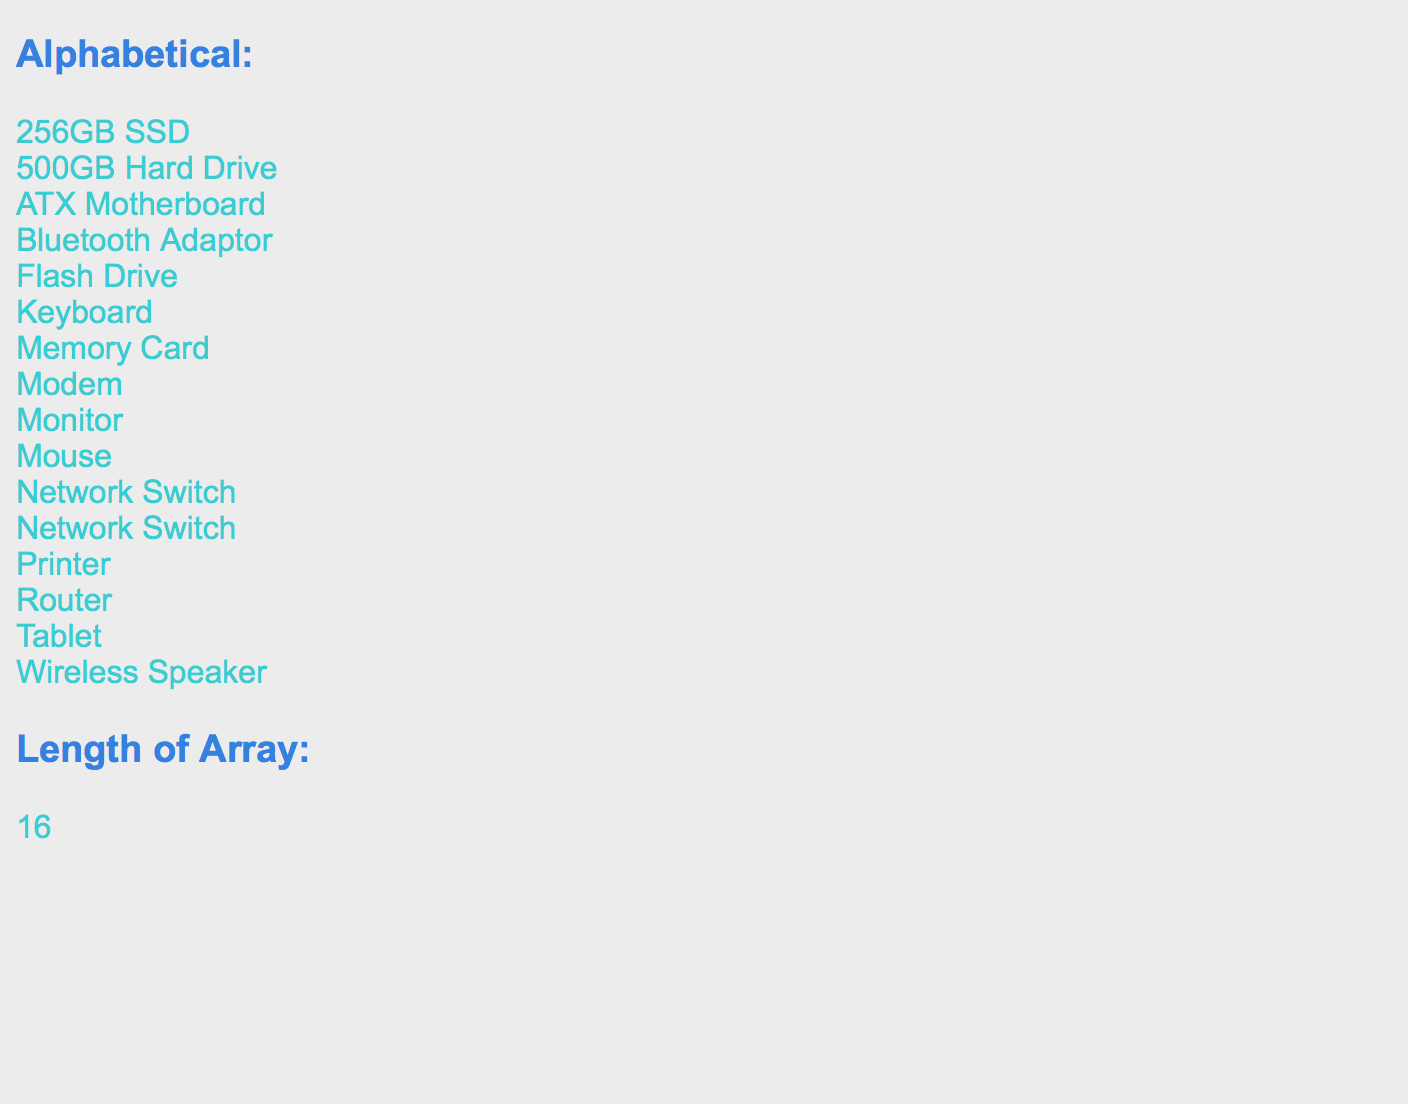 Alphabetical:
256GB SSD
500GB Hard Drive
ATX Motherboard
Bluetooth Adaptor
Flash Drive
Keyboard
Memory Card
Modem
Monitor
Mouse
Network Switch
Network Switch
Printer
Router
Tablet
Wireless Speaker
Length of Array:
16